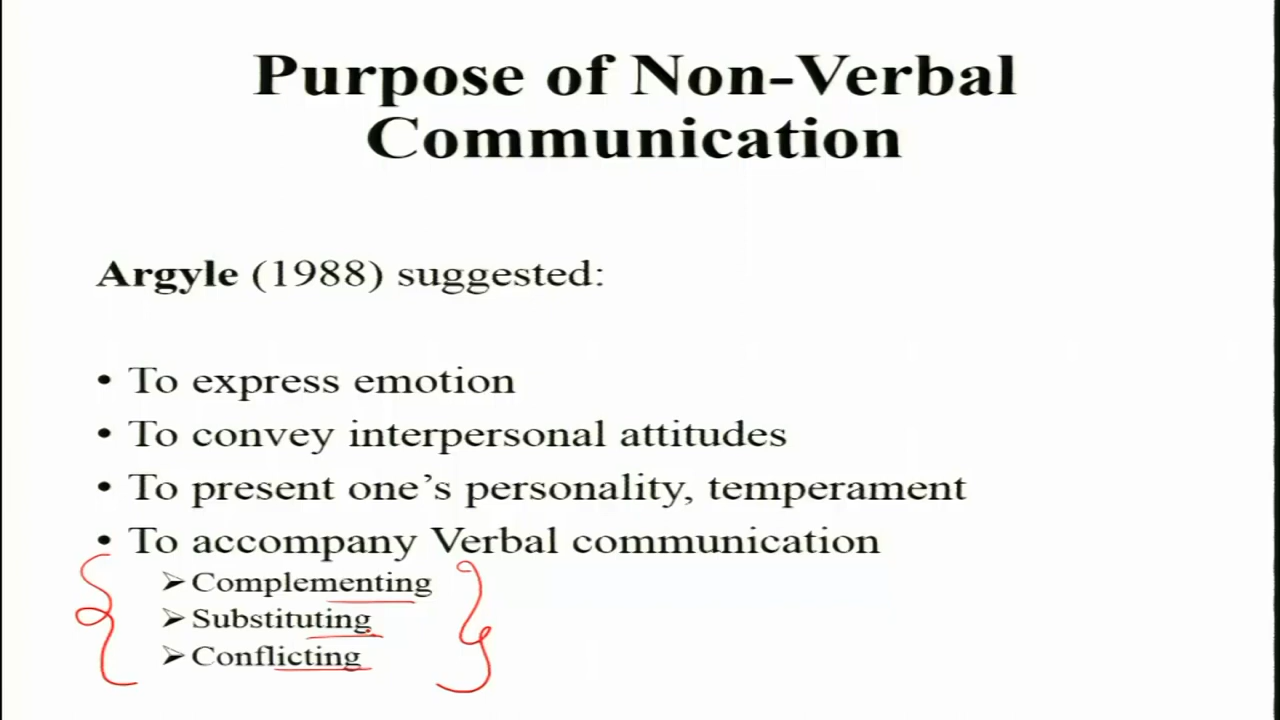 Purpose of Non-Verbal
Communication
Argyle (1988) suggested:
• To express emotion
• To convey interpersonal attitudes
• To present one’s personality, temperament
• To accompany Verbal communication
➢Complementing
➢Substituting
➢Conflicting